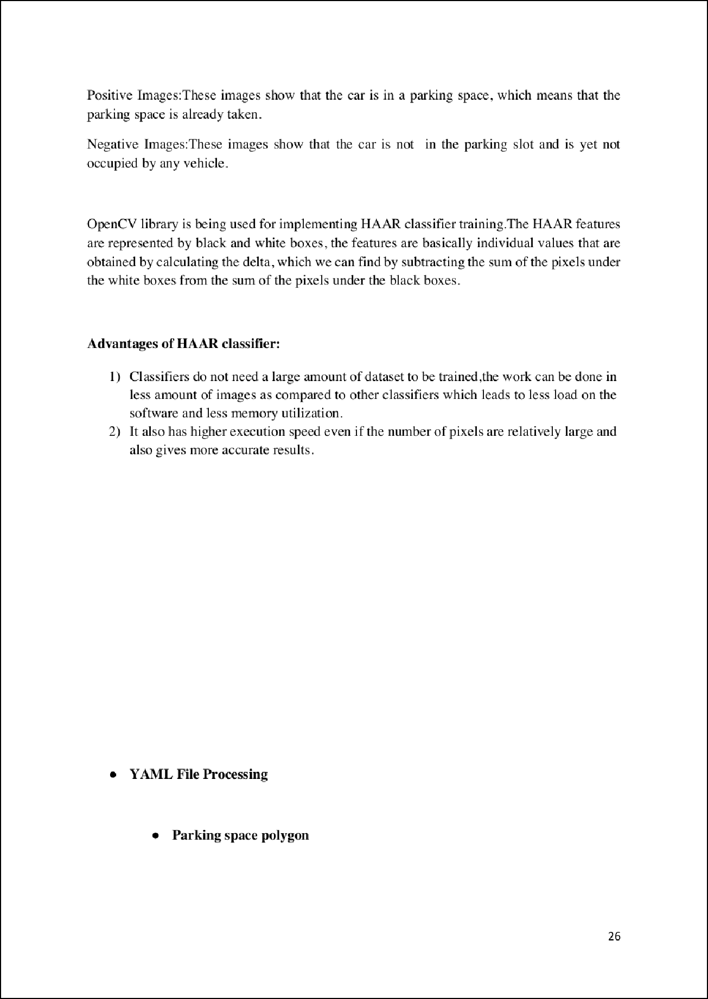 Positive Images:These images show that the car is in a parking space, which means that the
parking space is already taken.
Negative Images:These images show that the car is not  in the parking slot and is yet not
occupied by any vehicle.
OpenCV library is being used for implementing HAAR classifier training.The HAAR features
are represented by black and white boxes, the features are basically individual values that are
obtained by calculating the delta, which we can find by subtracting the sum of the pixels under
the white boxes from the sum of the pixels under the black boxes.
Advantages of HAAR classifier:
1) Classifiers do not need a large amount of dataset to be trained,the work can be done in
less amount of images as compared to other classifiers which leads to less load on the
software and less memory utilization.
2) It also has higher execution speed even if the number of pixels are relatively large and
also gives more accurate results.
● YAML File Processing
● Parking space polygon
26